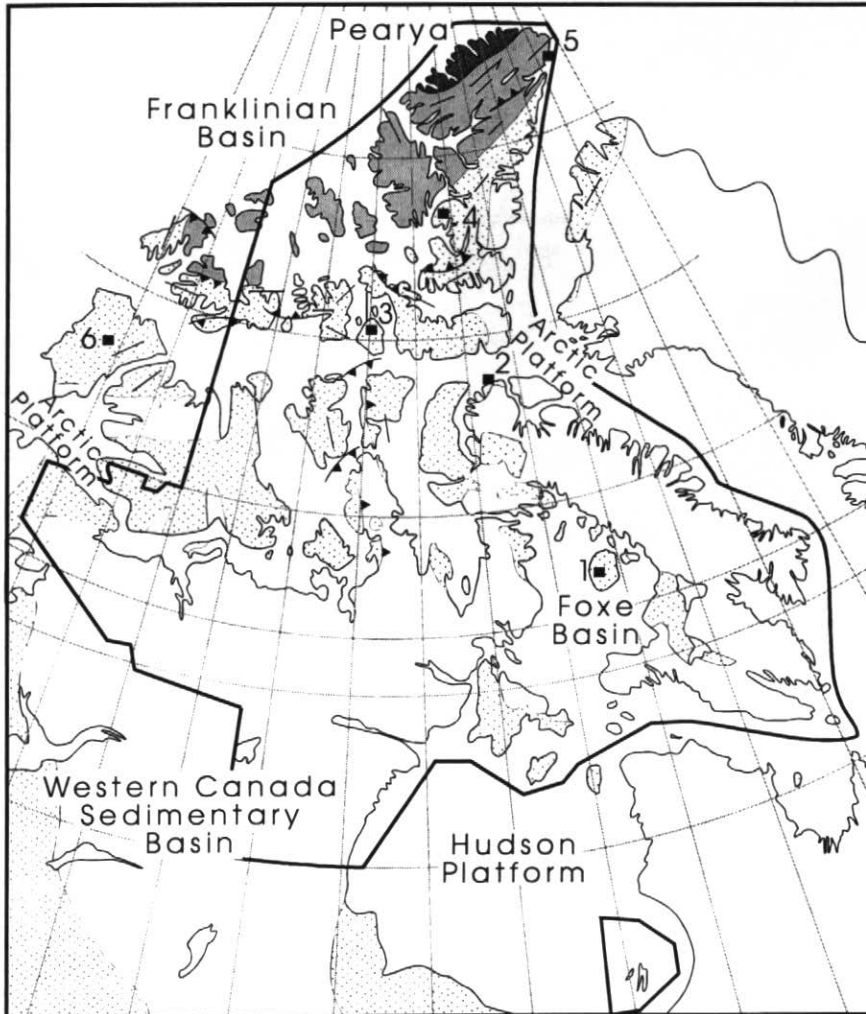 Pearya
5
Franklinian
Basin
4
3
6
2
Arctic
Platform
Arctic
Platform
1
Foxe
Basin
Western Canada
Sedimentary
Basin
Hudson
Platform